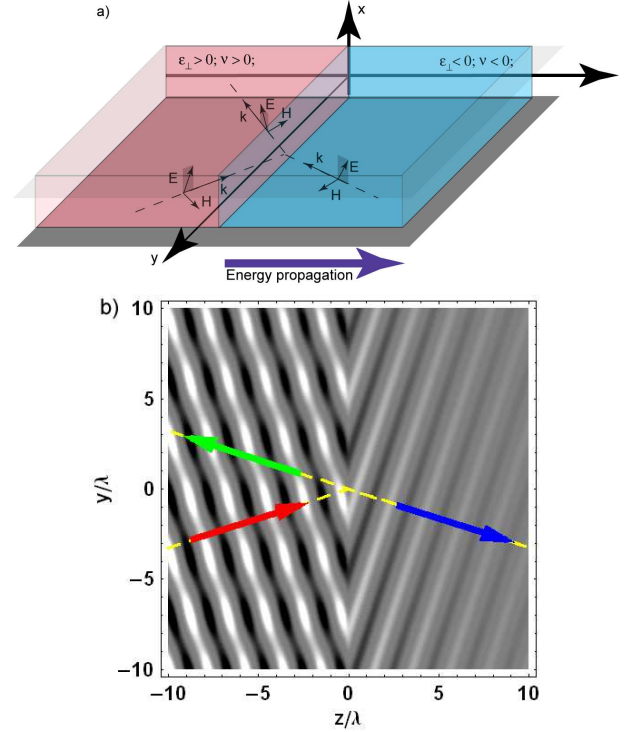 a)
x
ε⊥> 0; ν > 0;
ε⊥< 0; ν < 0;
E
H
k
k
E
E
k
H
H
y
Energy propagation
b)
10
5
0
−5
−10
y/λ
−10 −5 0 5 10
z/λ